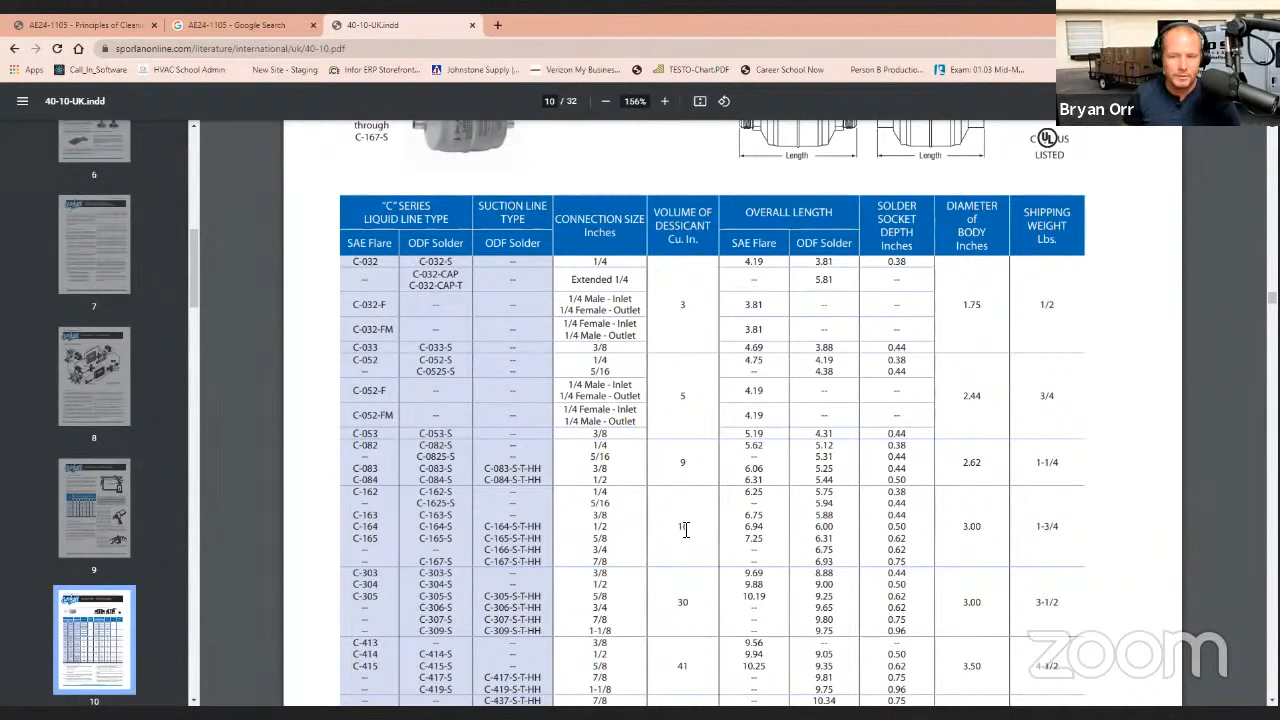 AE24-1105 - Principles of Cleani
AE24-1105 - Google Search
40-10-UK.indd
sporlanonline.com/literature/international/uk/40-10.pdf
Apps
Call_In_Software
HVAC School Admin
New Site - Staging
Infor ERP Storefront...
Johnstone Supply |...
Verizon My Busines...
TESTO-Chart.PDF
Career School Now
Person B Productio...
Exam: 01.03 Mid-M...
Bryan Orr
40-10-UK.indd
10 / 32
156%
through
C-167-S
Length
Length
C UL US
LISTED
6
7
8
9
10
"C" SERIES
LIQUID LINE TYPE
SUCTION LINE
TYPE
CONNECTION SIZE
Inches
VOLUME OF
DESSICANT
Cu. In.
OVERALL LENGTH
SOLDER
SOCKET
DEPTH
Inches
DIAMETER
of
BODY
Inches
SHIPPING
WEIGHT
Lbs.
SAE Flare ODF Solder ODF Solder SAE Flare ODF Solder
C-032 C-032-S -- 1/4 4.19 3.81 0.38
-- C-032-CAP
C-032-CAP-T -- Extended 1/4 -- 5.81 --
C-032-F -- -- 1/4 Male - Inlet
1/4 Female - Outlet 3 3.81 -- -- 1.75 1/2
C-032-FM -- -- 1/4 Female - Inlet
1/4 Male - Outlet 3.81 -- --
C-033 C-033-S -- 3/8 4.69 3.88 0.44
C-052 C-052-S -- 1/4 4.75 4.19 0.38
-- C-0525-S -- 5/16 -- 4.38 0.44
C-052-F -- -- 1/4 Male - Inlet
1/4 Female - Outlet 5 4.19 -- -- 2.44 3/4
C-052-FM -- -- 1/4 Female - Inlet
1/4 Male - Outlet 4.19 -- --
C-053 C-053-S -- 3/8 5.19 4.31 0.44
C-082 C-082-S -- 1/4 5.62 5.12 0.38
-- C-0825-S -- 5/16 -- 5.31 0.44
9 2.62 1-1/4
C-083 C-083-S C-083-S-T-HH 3/8 6.06 5.25 0.44
C-084 C-084-S C-084-S-T-HH 1/2 6.31 5.44 0.50
C-162 C-162-S -- 1/4 6.25 5.75 0.38
-- C-1625-S -- 5/16 -- 5.94 0.44
C-163 C-163-S -- 3/8 6.75 5.88 0.44
C-164 C-164-S C-164-S-T-HH 1/2 6.94 6.00 0.50 3.00 1-3/4
C-165 C-165-S C-165-S-T-HH 5/8 7.25 6.31 0.62
-- -- C-166-S-T-HH 3/4 -- 6.75 0.62
-- C-167-S C-167-S-T-HH 7/8 -- 6.93 0.75
C-303 C-303-S -- 3/8 9.69 8.88 0.44
C-304 C-304-S -- 1/2 9.88 9.00 0.50
C-305 C-305-S C-305-S-T-HH 5/8 10.19 9.25 0.62
30 3.00 3-1/2
-- C-306-S C-306-S-T-HH 3/4 -- 9.65 0.62
-- C-307-S C-307-S-T-HH 7/8 -- 9.80 0.75
-- C-309-S C-309-S-T-HH 1-1/8 -- 9.75 0.96
C-413 -- -- 3/8 9.56 -- --
C-414 C-414-S -- 1/2 9.94 9.05 0.50
C-415 C-415-S -- 5/8 41 10.25 9.35 0.62 3.50 4-1/2
-- C-417-S C-417-S-T-HH 7/8 -- 9.81 0.75
-- C-419-S C-419-S-T-HH 1-1/8 -- 9.75 0.96
-- -- C-437-S-T-HH 7/8 -- 10.34 0.75
zoom